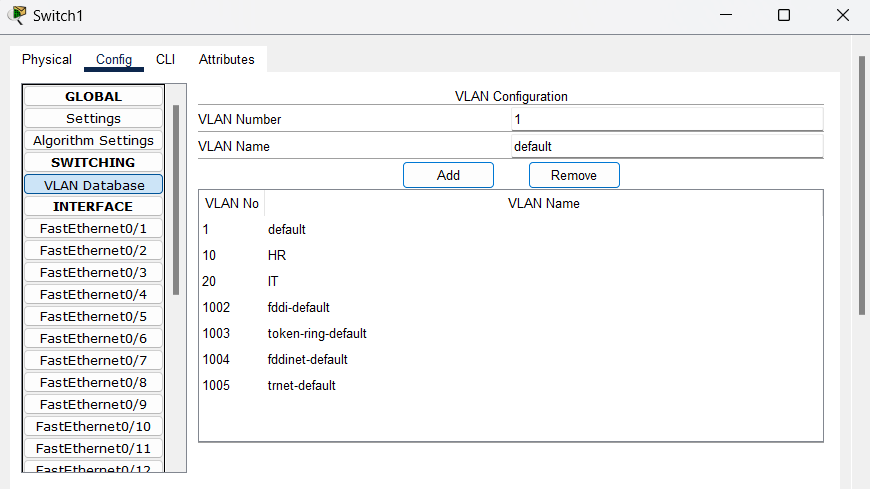 Switch1
Physical Config CLI Attributes
GLOBAL
Settings
Algorithm Settings
SWITCHING
VLAN Database
INTERFACE
FastEthernet0/1
FastEthernet0/2
FastEthernet0/3
FastEthernet0/4
FastEthernet0/5
FastEthernet0/6
FastEthernet0/7
FastEthernet0/8
FastEthernet0/9
FastEthernet0/10
FastEthernet0/11
FastEthernet0/12
VLAN Configuration
VLAN Number 1
VLAN Name default
Add Remove
VLAN No VLAN Name
1 default
10 HR
20 IT
1002 fddi-default
1003 token-ring-default
1004 fddinet-default
1005 trnet-default